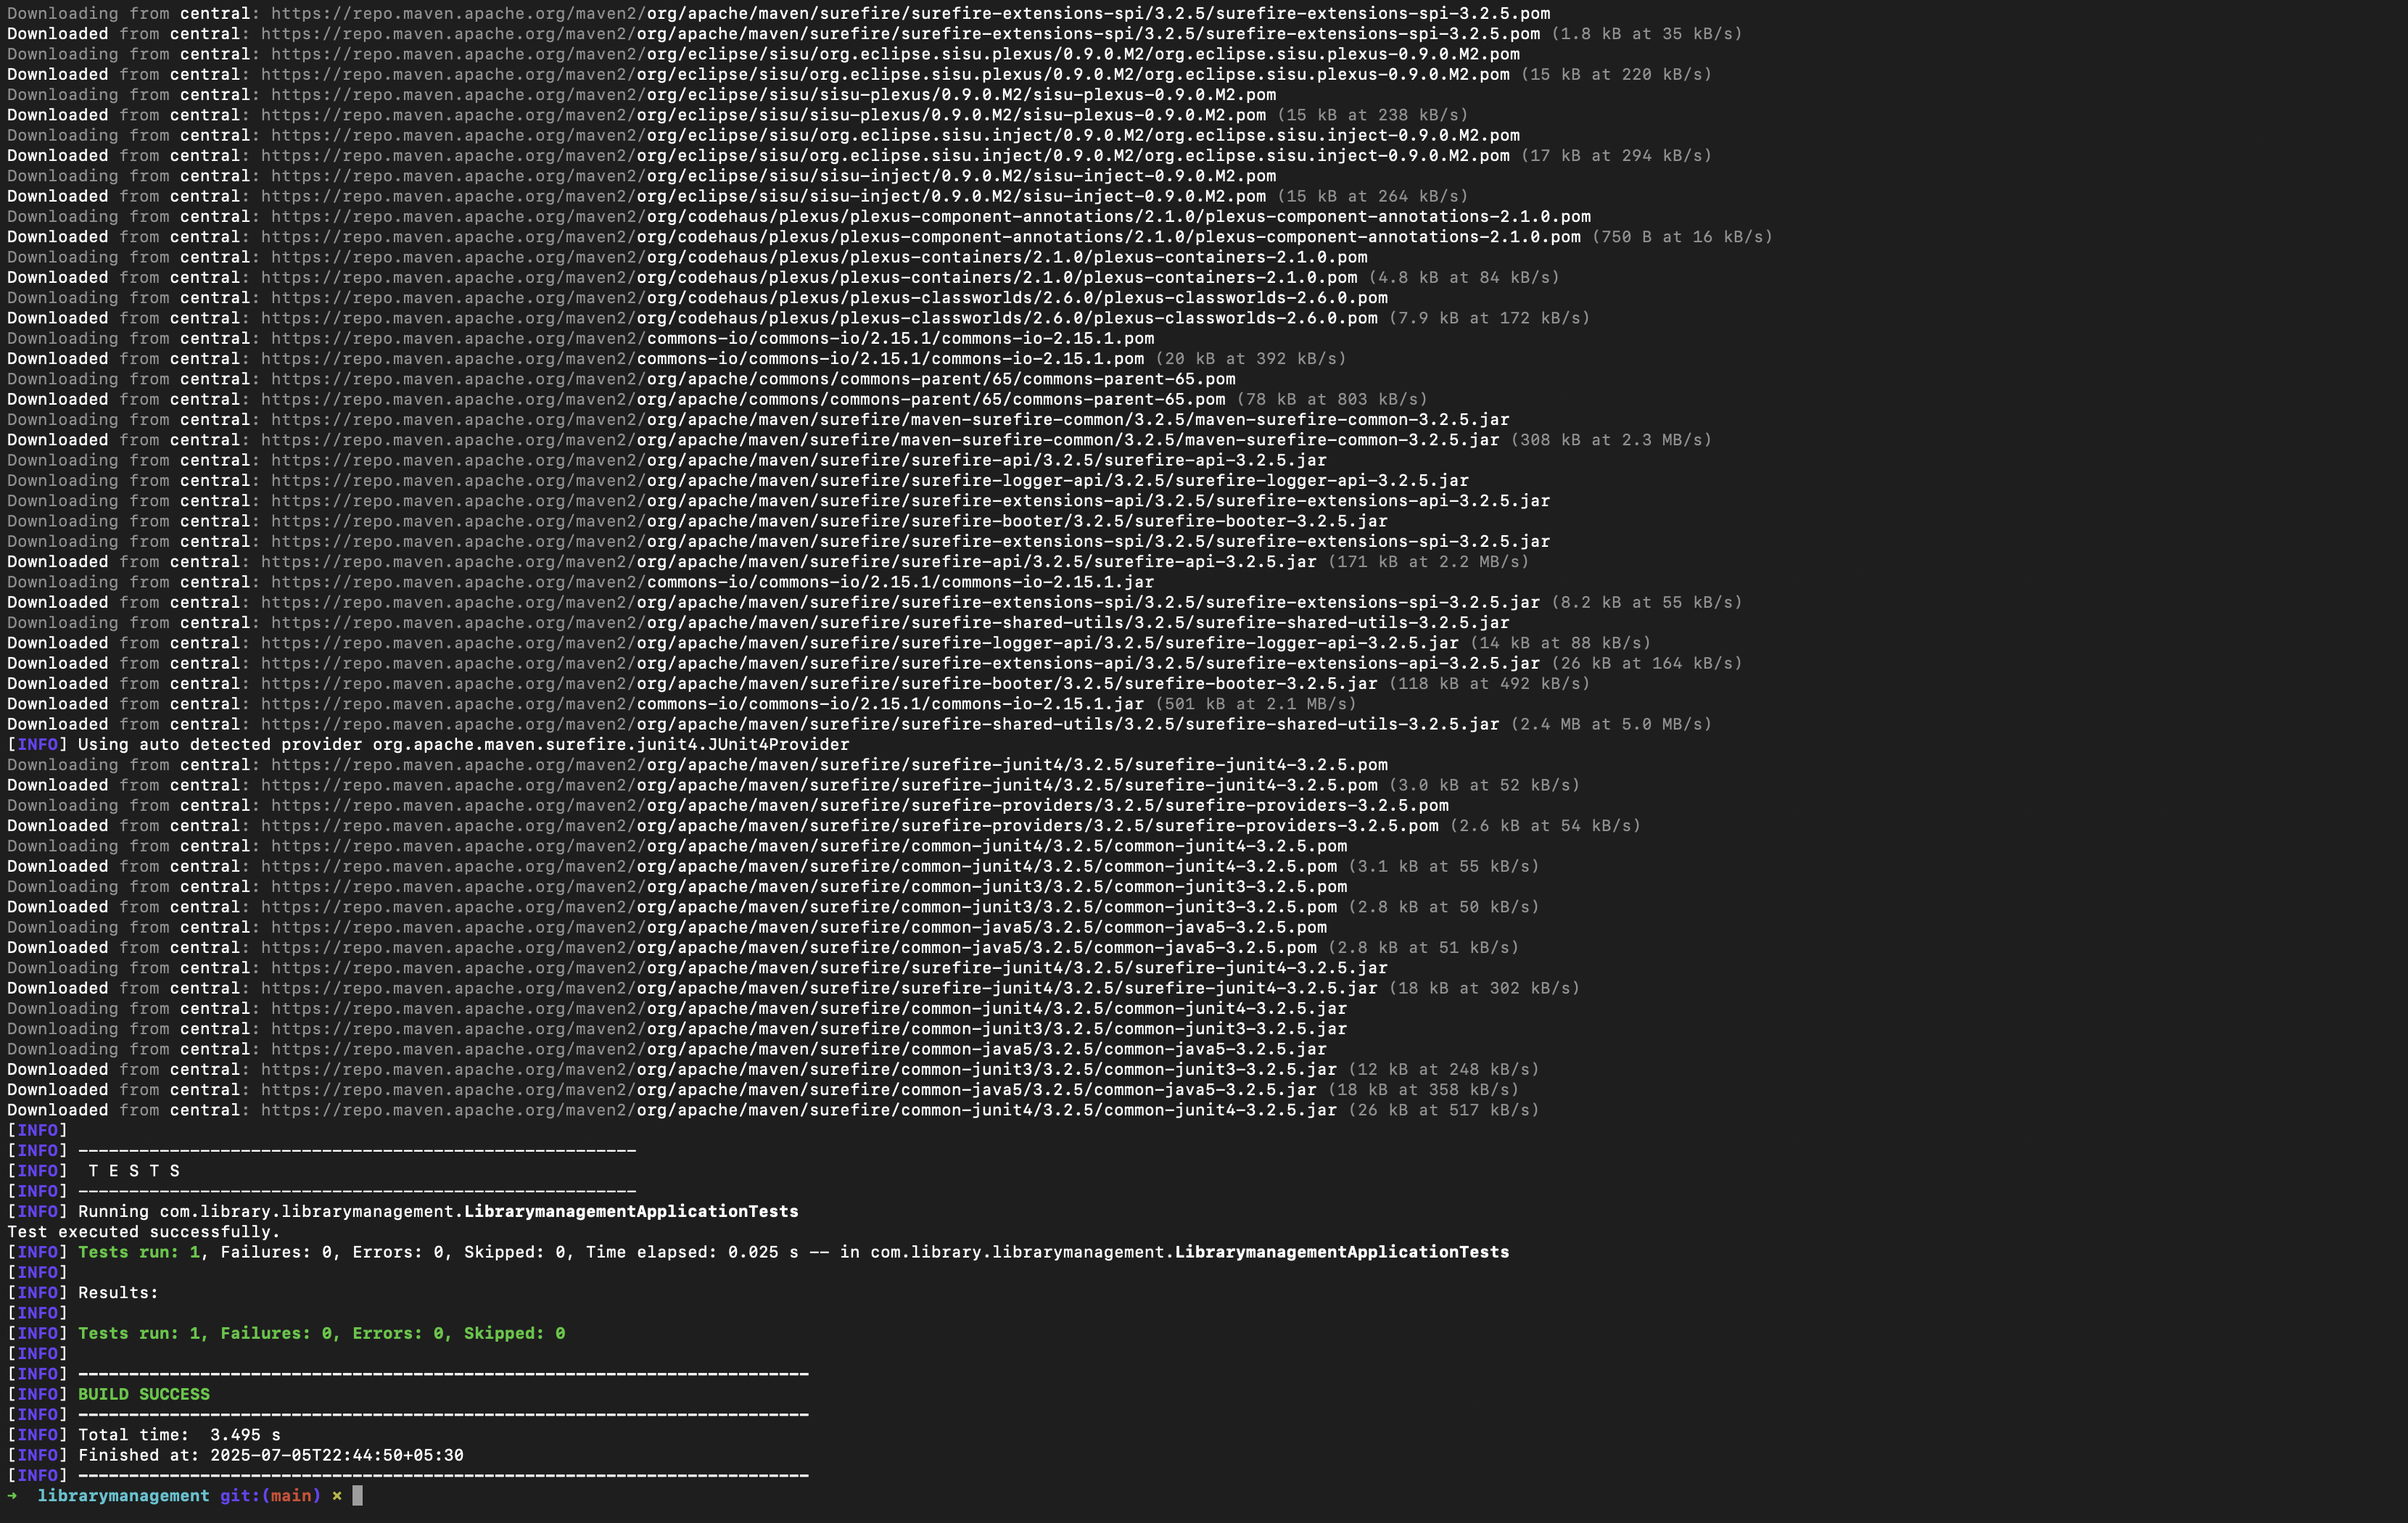 Downloading from central: https://repo.maven.apache.org/maven2/org/apache/maven/surefire/surefire-extensions-spi/3.2.5/surefire-extensions-spi-3.2.5.pom
Downloaded from central: https://repo.maven.apache.org/maven2/org/apache/maven/surefire/surefire-extensions-spi/3.2.5/surefire-extensions-spi-3.2.5.pom (1.8 kB at 35 kB/s)
Downloading from central: https://repo.maven.apache.org/maven2/org/eclipse/sisu/org.eclipse.sisu.plexus/0.9.0.M2/org.eclipse.sisu.plexus-0.9.0.M2.pom
Downloaded from central: https://repo.maven.apache.org/maven2/org/eclipse/sisu/org.eclipse.sisu.plexus/0.9.0.M2/org.eclipse.sisu.plexus-0.9.0.M2.pom (15 kB at 220 kB/s)
Downloading from central: https://repo.maven.apache.org/maven2/org/eclipse/sisu/sisu-plexus/0.9.0.M2/sisu-plexus-0.9.0.M2.pom
Downloaded from central: https://repo.maven.apache.org/maven2/org/eclipse/sisu/sisu-plexus/0.9.0.M2/sisu-plexus-0.9.0.M2.pom (15 kB at 238 kB/s)
Downloading from central: https://repo.maven.apache.org/maven2/org/eclipse/sisu/org.eclipse.sisu.inject/0.9.0.M2/org.eclipse.sisu.inject-0.9.0.M2.pom
Downloaded from central: https://repo.maven.apache.org/maven2/org/eclipse/sisu/org.eclipse.sisu.inject/0.9.0.M2/org.eclipse.sisu.inject-0.9.0.M2.pom (17 kB at 294 kB/s)
Downloading from central: https://repo.maven.apache.org/maven2/org/eclipse/sisu/sisu-inject/0.9.0.M2/sisu-inject-0.9.0.M2.pom
Downloaded from central: https://repo.maven.apache.org/maven2/org/eclipse/sisu/sisu-inject/0.9.0.M2/sisu-inject-0.9.0.M2.pom (15 kB at 264 kB/s)
Downloading from central: https://repo.maven.apache.org/maven2/org/codehaus/plexus/plexus-component-annotations/2.1.0/plexus-component-annotations-2.1.0.pom
Downloaded from central: https://repo.maven.apache.org/maven2/org/codehaus/plexus/plexus-component-annotations/2.1.0/plexus-component-annotations-2.1.0.pom (750 B at 16 kB/s)
Downloading from central: https://repo.maven.apache.org/maven2/org/codehaus/plexus/plexus-containers/2.1.0/plexus-containers-2.1.0.pom
Downloaded from central: https://repo.maven.apache.org/maven2/org/codehaus/plexus/plexus-containers/2.1.0/plexus-containers-2.1.0.pom (4.8 kB at 84 kB/s)
Downloading from central: https://repo.maven.apache.org/maven2/org/codehaus/plexus/plexus-classworlds/2.6.0/plexus-classworlds-2.6.0.pom
Downloaded from central: https://repo.maven.apache.org/maven2/org/codehaus/plexus/plexus-classworlds/2.6.0/plexus-classworlds-2.6.0.pom (7.9 kB at 172 kB/s)
Downloading from central: https://repo.maven.apache.org/maven2/commons-io/commons-io/2.15.1/commons-io-2.15.1.pom
Downloaded from central: https://repo.maven.apache.org/maven2/commons-io/commons-io/2.15.1/commons-io-2.15.1.pom (20 kB at 392 kB/s)
Downloading from central: https://repo.maven.apache.org/maven2/org/apache/commons/commons-parent/65/commons-parent-65.pom
Downloaded from central: https://repo.maven.apache.org/maven2/org/apache/commons/commons-parent/65/commons-parent-65.pom (78 kB at 803 kB/s)
Downloading from central: https://repo.maven.apache.org/maven2/org/apache/maven/surefire/maven-surefire-common/3.2.5/maven-surefire-common-3.2.5.jar
Downloaded from central: https://repo.maven.apache.org/maven2/org/apache/maven/surefire/maven-surefire-common/3.2.5/maven-surefire-common-3.2.5.jar (308 kB at 2.3 MB/s)
Downloading from central: https://repo.maven.apache.org/maven2/org/apache/maven/surefire/surefire-api/3.2.5/surefire-api-3.2.5.jar
Downloading from central: https://repo.maven.apache.org/maven2/org/apache/maven/surefire/surefire-logger-api/3.2.5/surefire-logger-api-3.2.5.jar
Downloading from central: https://repo.maven.apache.org/maven2/org/apache/maven/surefire/surefire-extensions-api/3.2.5/surefire-extensions-api-3.2.5.jar
Downloading from central: https://repo.maven.apache.org/maven2/org/apache/maven/surefire/surefire-booter/3.2.5/surefire-booter-3.2.5.jar
Downloading from central: https://repo.maven.apache.org/maven2/org/apache/maven/surefire/surefire-extensions-spi/3.2.5/surefire-extensions-spi-3.2.5.jar
Downloaded from central: https://repo.maven.apache.org/maven2/org/apache/maven/surefire/surefire-api/3.2.5/surefire-api-3.2.5.jar (171 kB at 2.2 MB/s)
Downloading from central: https://repo.maven.apache.org/maven2/commons-io/commons-io/2.15.1/commons-io-2.15.1.jar
Downloaded from central: https://repo.maven.apache.org/maven2/org/apache/maven/surefire/surefire-extensions-spi/3.2.5/surefire-extensions-spi-3.2.5.jar (8.2 kB at 55 kB/s)
Downloading from central: https://repo.maven.apache.org/maven2/org/apache/maven/surefire/surefire-shared-utils/3.2.5/surefire-shared-utils-3.2.5.jar
Downloaded from central: https://repo.maven.apache.org/maven2/org/apache/maven/surefire/surefire-logger-api/3.2.5/surefire-logger-api-3.2.5.jar (14 kB at 88 kB/s)
Downloaded from central: https://repo.maven.apache.org/maven2/org/apache/maven/surefire/surefire-extensions-api/3.2.5/surefire-extensions-api-3.2.5.jar (26 kB at 164 kB/s)
Downloaded from central: https://repo.maven.apache.org/maven2/org/apache/maven/surefire/surefire-booter/3.2.5/surefire-booter-3.2.5.jar (118 kB at 492 kB/s)
Downloaded from central: https://repo.maven.apache.org/maven2/commons-io/commons-io/2.15.1/commons-io-2.15.1.jar (501 kB at 2.1 MB/s)
Downloaded from central: https://repo.maven.apache.org/maven2/org/apache/maven/surefire/surefire-shared-utils/3.2.5/surefire-shared-utils-3.2.5.jar (2.4 MB at 5.0 MB/s)
[INFO] Using auto detected provider org.apache.maven.surefire.junit4.JUnit4Provider
Downloading from central: https://repo.maven.apache.org/maven2/org/apache/maven/surefire/surefire-junit4/3.2.5/surefire-junit4-3.2.5.pom
Downloaded from central: https://repo.maven.apache.org/maven2/org/apache/maven/surefire/surefire-junit4/3.2.5/surefire-junit4-3.2.5.pom (3.0 kB at 52 kB/s)
Downloading from central: https://repo.maven.apache.org/maven2/org/apache/maven/surefire/surefire-providers/3.2.5/surefire-providers-3.2.5.pom
Downloaded from central: https://repo.maven.apache.org/maven2/org/apache/maven/surefire/surefire-providers/3.2.5/surefire-providers-3.2.5.pom (2.6 kB at 54 kB/s)
Downloading from central: https://repo.maven.apache.org/maven2/org/apache/maven/surefire/common-junit4/3.2.5/common-junit4-3.2.5.pom
Downloaded from central: https://repo.maven.apache.org/maven2/org/apache/maven/surefire/common-junit4/3.2.5/common-junit4-3.2.5.pom (3.1 kB at 55 kB/s)
Downloading from central: https://repo.maven.apache.org/maven2/org/apache/maven/surefire/common-junit3/3.2.5/common-junit3-3.2.5.pom
Downloaded from central: https://repo.maven.apache.org/maven2/org/apache/maven/surefire/common-junit3/3.2.5/common-junit3-3.2.5.pom (2.8 kB at 50 kB/s)
Downloading from central: https://repo.maven.apache.org/maven2/org/apache/maven/surefire/common-java5/3.2.5/common-java5-3.2.5.pom
Downloaded from central: https://repo.maven.apache.org/maven2/org/apache/maven/surefire/common-java5/3.2.5/common-java5-3.2.5.pom (2.8 kB at 51 kB/s)
Downloading from central: https://repo.maven.apache.org/maven2/org/apache/maven/surefire/surefire-junit4/3.2.5/surefire-junit4-3.2.5.jar
Downloaded from central: https://repo.maven.apache.org/maven2/org/apache/maven/surefire/surefire-junit4/3.2.5/surefire-junit4-3.2.5.jar (18 kB at 302 kB/s)
Downloading from central: https://repo.maven.apache.org/maven2/org/apache/maven/surefire/common-junit4/3.2.5/common-junit4-3.2.5.jar
Downloading from central: https://repo.maven.apache.org/maven2/org/apache/maven/surefire/common-junit3/3.2.5/common-junit3-3.2.5.jar
Downloading from central: https://repo.maven.apache.org/maven2/org/apache/maven/surefire/common-java5/3.2.5/common-java5-3.2.5.jar
Downloaded from central: https://repo.maven.apache.org/maven2/org/apache/maven/surefire/common-junit3/3.2.5/common-junit3-3.2.5.jar (12 kB at 248 kB/s)
Downloaded from central: https://repo.maven.apache.org/maven2/org/apache/maven/surefire/common-java5/3.2.5/common-java5-3.2.5.jar (18 kB at 358 kB/s)
Downloaded from central: https://repo.maven.apache.org/maven2/org/apache/maven/surefire/common-junit4/3.2.5/common-junit4-3.2.5.jar (26 kB at 517 kB/s)
[INFO]
[INFO] -------------------------------------------------------
[INFO]  T E S T S
[INFO] -------------------------------------------------------
[INFO] Running com.library.librarymanagement.LibrarymanagementApplicationTests
Test executed successfully.
[INFO] Tests run: 1, Failures: 0, Errors: 0, Skipped: 0, Time elapsed: 0.025 s -- in com.library.librarymanagement.LibrarymanagementApplicationTests
[INFO]
[INFO] Results:
[INFO]
[INFO] Tests run: 1, Failures: 0, Errors: 0, Skipped: 0
[INFO]
[INFO] ------------------------------------------------------------------------
[INFO] BUILD SUCCESS
[INFO] ------------------------------------------------------------------------
[INFO] Total time:  3.495 s
[INFO] Finished at: 2025-07-05T22:44:50+05:30
[INFO] ------------------------------------------------------------------------
➜  librarymanagement git:(main) ×